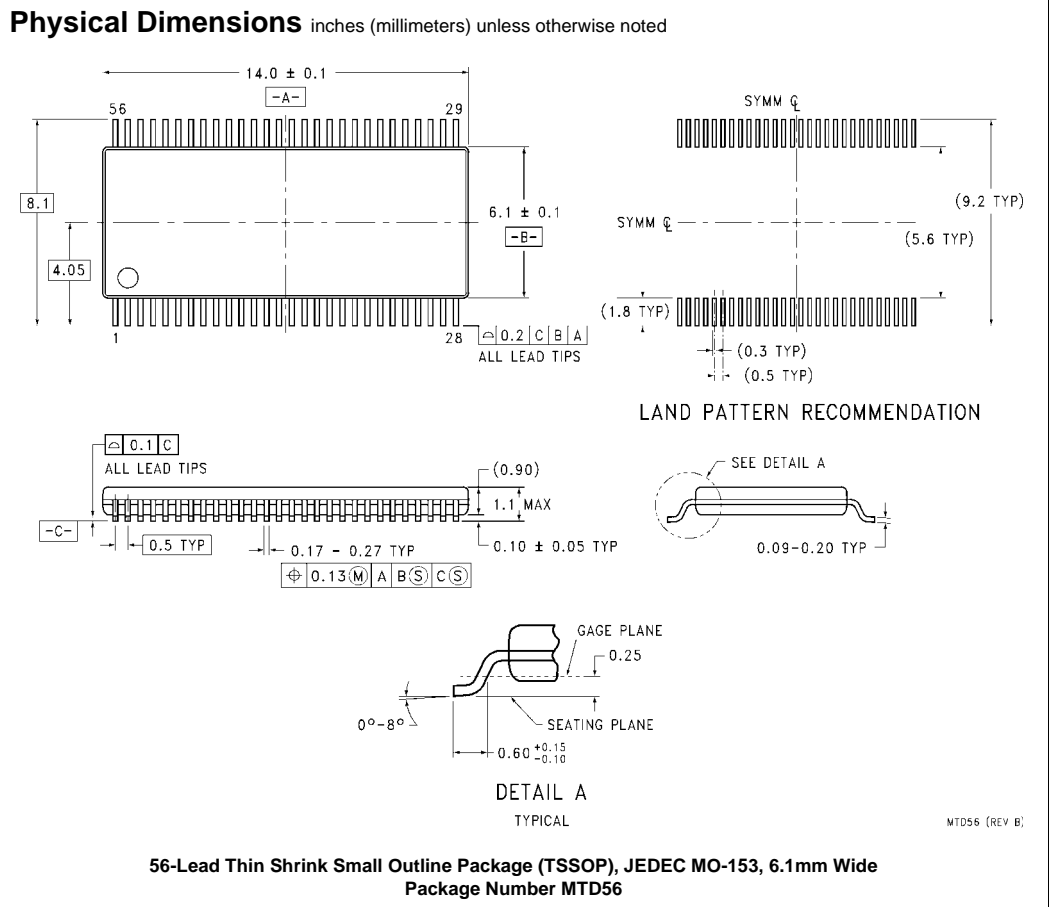 Physical Dimensions inches (millimeters) unless otherwise noted
14.0 ± 0.1
-A-
56
29
8.1
4.05
6.1 ± 0.1
-B-
1
28
⌓ 0.2 C B A
ALL LEAD TIPS
SYMM ℄
SYMM ℄
(9.2 TYP)
(5.6 TYP)
(1.8 TYP)
(0.3 TYP)
(0.5 TYP)
LAND PATTERN RECOMMENDATION
⌓ 0.1 C
ALL LEAD TIPS
(0.90)
1.1 MAX
-C-
0.5 TYP
0.17 - 0.27 TYP
0.10 ± 0.05 TYP
⌖ 0.13Ⓜ A BⓈ CⓈ
SEE DETAIL A
0.09-0.20 TYP
GAGE PLANE
0.25
0°-8°
SEATING PLANE
0.60 +0.15 -0.10
DETAIL A
TYPICAL
MTD56 (REV B)
56-Lead Thin Shrink Small Outline Package (TSSOP), JEDEC MO-153, 6.1mm Wide
Package Number MTD56